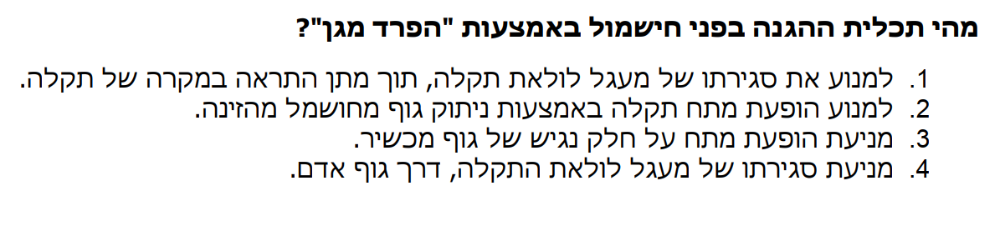 מהי תכלית ההגנה בפני חישמול באמצעות "הפרד מגן"?
1. למנוע את סגירתו של מעגל לולאת תקלה, תוך מתן התראה במקרה של תקלה.
2. למנוע הופעת מתח תקלה באמצעות ניתוק גוף מחושמל מהזינה.
3. מניעת הופעת מתח על חלק נגיש של גוף מכשיר.
4. מניעת סגירתו של מעגל לולאת התקלה, דרך גוף אדם.